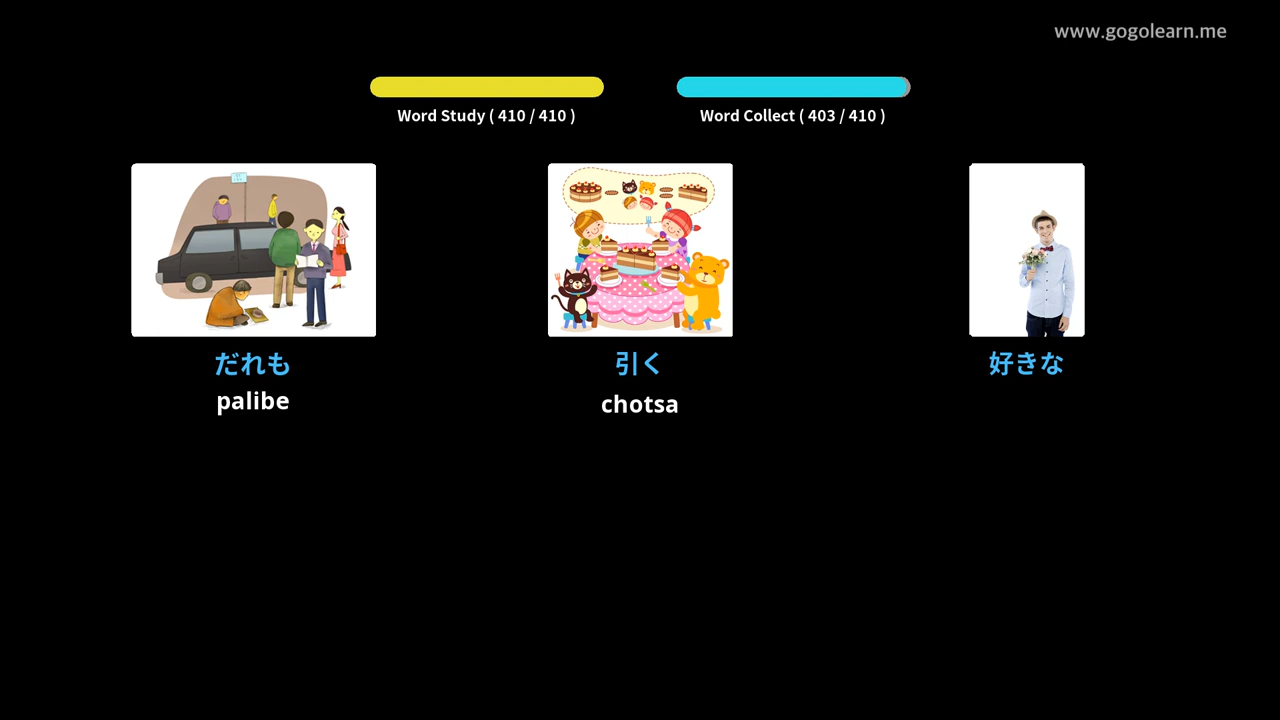 www.gogolearn.me
Word Study ( 410 / 410 )
Word Collect ( 403 / 410 )
だれも
palibe
引く
chotsa
好きな